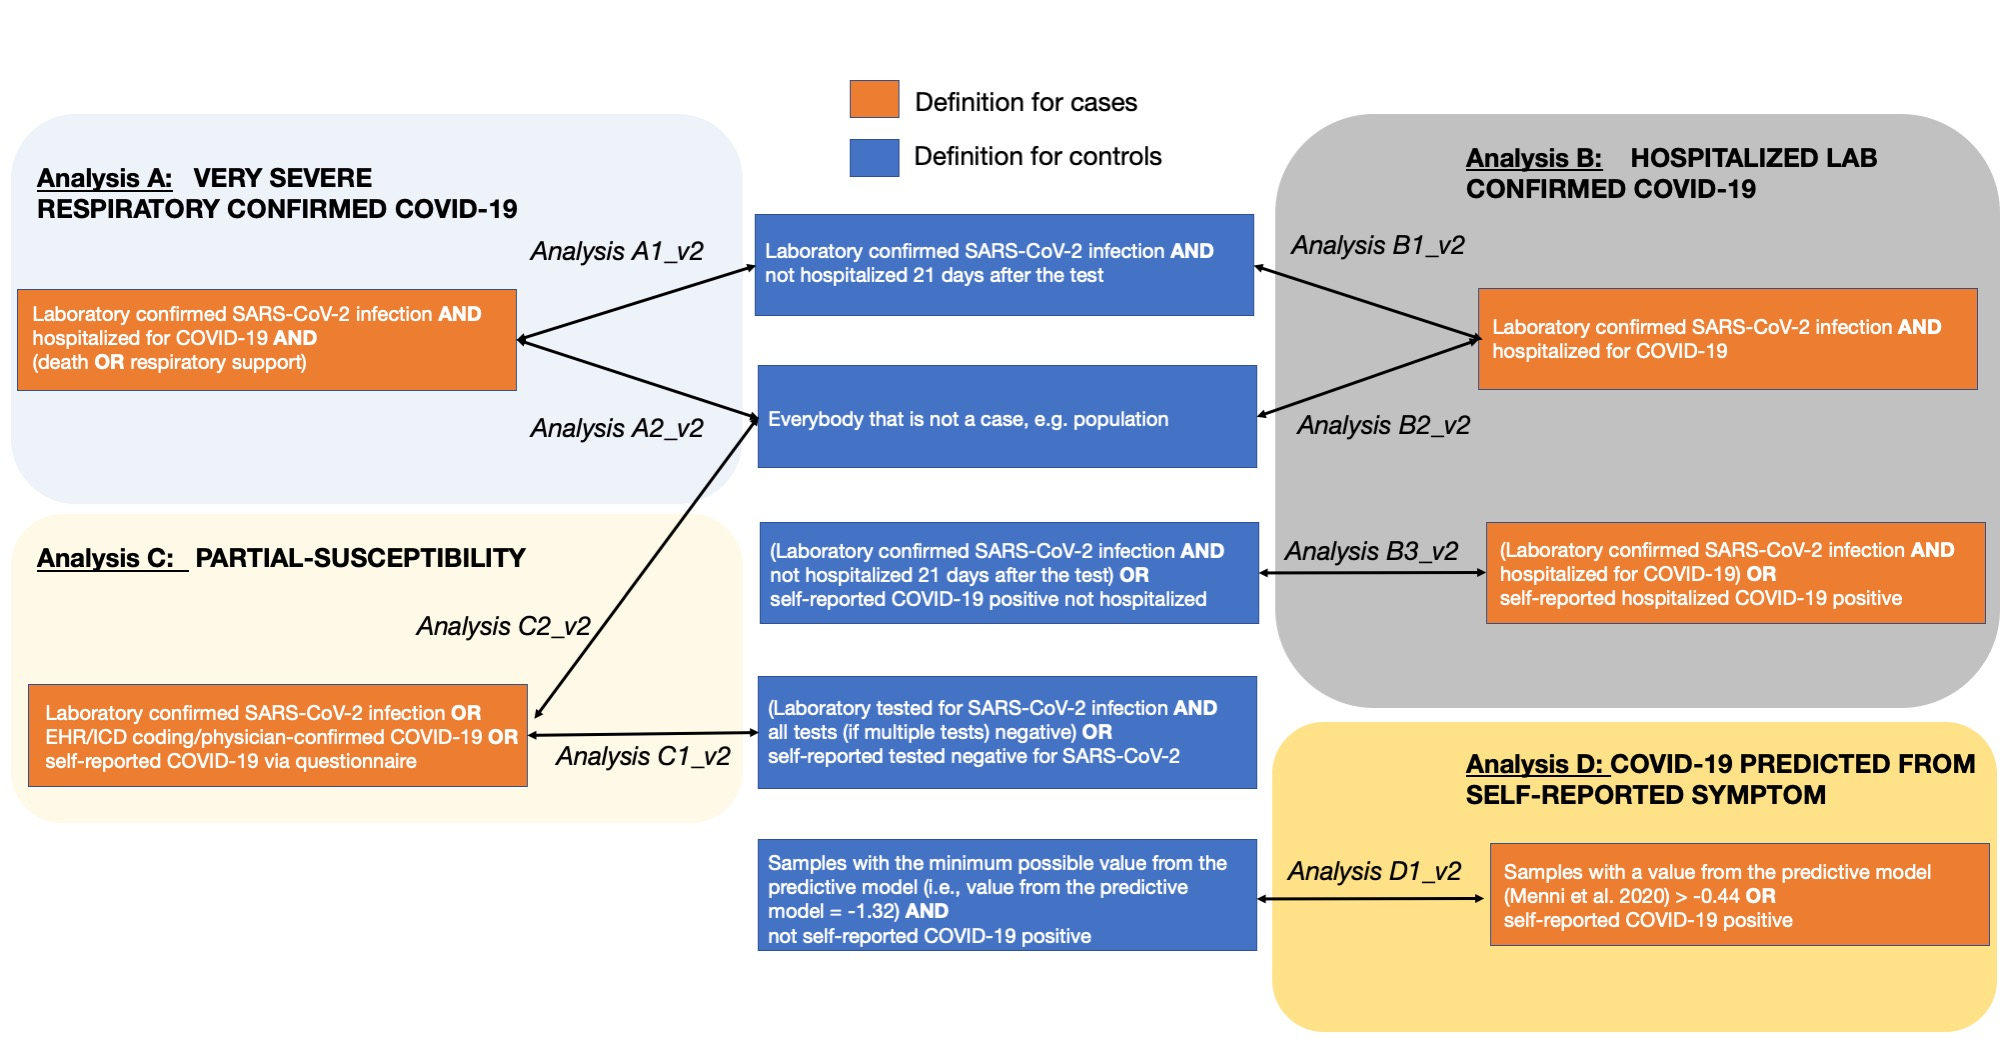 Definition for cases
Definition for controls
Analysis A: VERY SEVERE
RESPIRATORY CONFIRMED COVID-19
Analysis A1_v2
Laboratory confirmed SARS-CoV-2 infection AND
hospitalized for COVID-19 AND
(death OR respiratory support)
Analysis A2_v2
Analysis C: PARTIAL-SUSCEPTIBILITY
Analysis C2_v2
Laboratory confirmed SARS-CoV-2 infection OR
EHR/ICD coding/physician-confirmed COVID-19 OR
self-reported COVID-19 via questionnaire
Analysis C1_v2
Laboratory confirmed SARS-CoV-2 infection AND
not hospitalized 21 days after the test
Everybody that is not a case, e.g. population
(Laboratory confirmed SARS-CoV-2 infection AND
not hospitalized 21 days after the test) OR
self-reported COVID-19 positive not hospitalized
(Laboratory tested for SARS-CoV-2 infection AND
all tests (if multiple tests) negative) OR
self-reported tested negative for SARS-CoV-2
Samples with the minimum possible value from the
predictive model (i.e., value from the predictive
model = -1.32) AND
not self-reported COVID-19 positive
Analysis B: HOSPITALIZED LAB
CONFIRMED COVID-19
Analysis B1_v2
Laboratory confirmed SARS-CoV-2 infection AND
hospitalized for COVID-19
Analysis B2_v2
Analysis B3_v2
(Laboratory confirmed SARS-CoV-2 infection AND
hospitalized for COVID-19) OR
self-reported hospitalized COVID-19 positive
Analysis D: COVID-19 PREDICTED FROM
SELF-REPORTED SYMPTOM
Analysis D1_v2
Samples with a value from the predictive model
(Menni et al. 2020) > -0.44 OR
self-reported COVID-19 positive